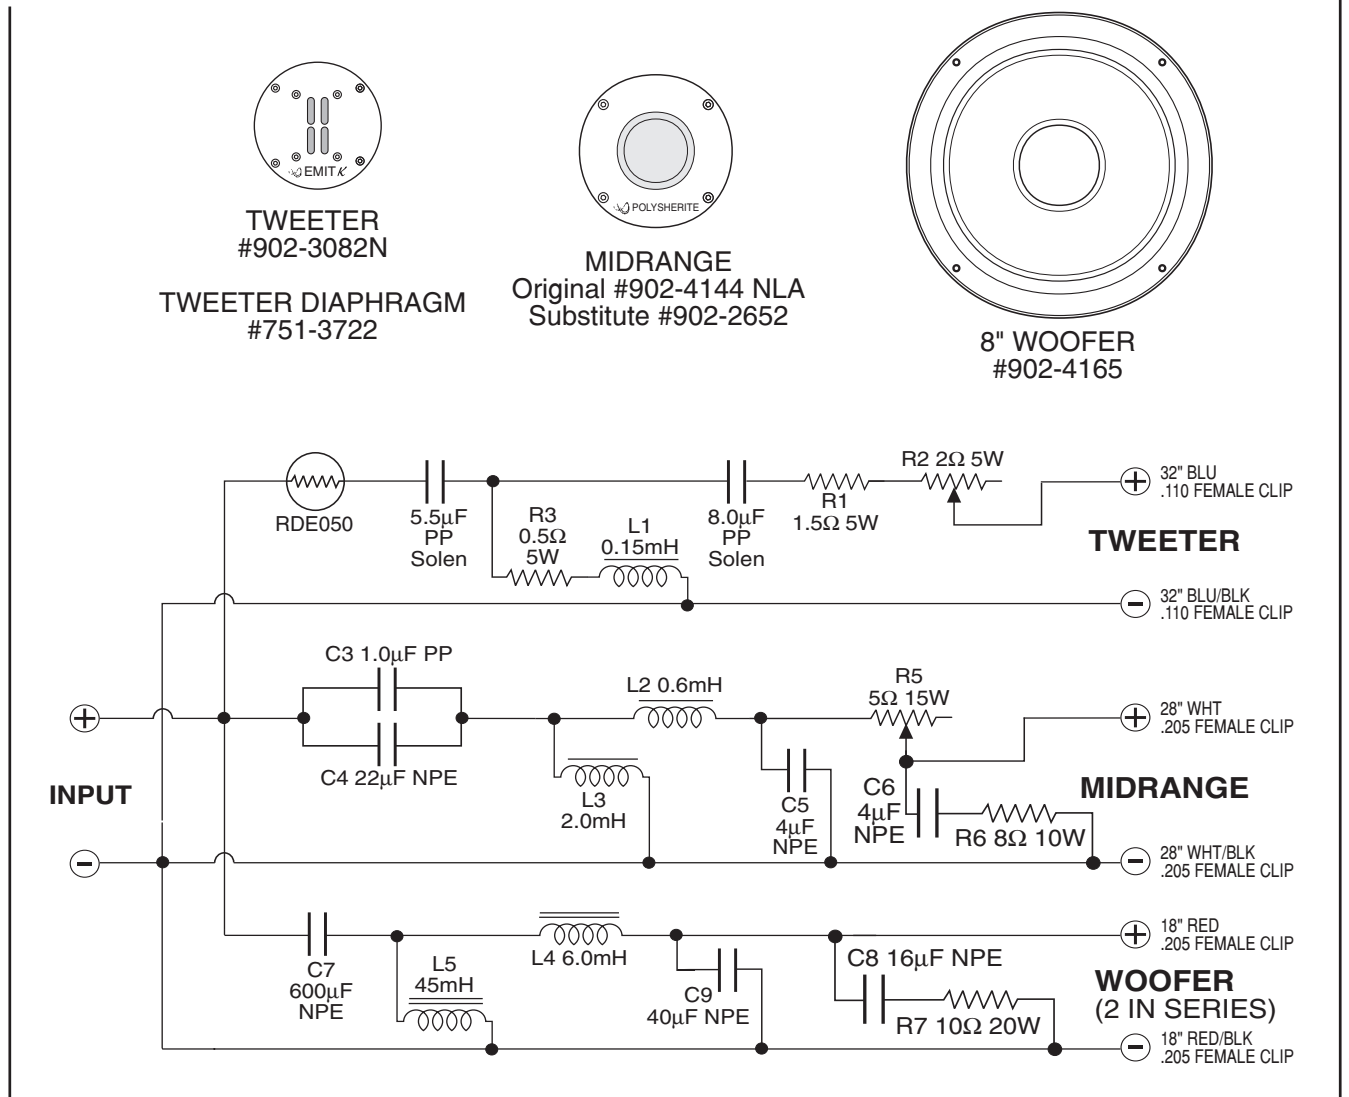 EMIT K
TWEETER
#902-3082N
TWEETER DIAPHRAGM
#751-3722
POLYSHERITE
MIDRANGE
Original #902-4144 NLA
Substitute #902-2652
8" WOOFER
#902-4165
RDE050
5.5µF
PP
Solen
R3
0.5Ω
5W
L1
0.15mH
8.0µF
PP
Solen
R1
1.5Ω 5W
R2 2Ω 5W
+
32" BLU
.110 FEMALE CLIP
TWEETER
−
32" BLU/BLK
.110 FEMALE CLIP
C3 1.0µF PP
C4 22µF NPE
L2 0.6mH
L3
2.0mH
C5
4µF
NPE
R5
5Ω 15W
C6
4µF
NPE
R6 8Ω 10W
+
28" WHT
.205 FEMALE CLIP
MIDRANGE
−
28" WHT/BLK
.205 FEMALE CLIP
+
INPUT
−
C7
600µF
NPE
L5
45mH
L4 6.0mH
C9
40µF NPE
C8 16µF NPE
R7 10Ω 20W
+
18" RED
.205 FEMALE CLIP
WOOFER
(2 IN SERIES)
−
18" RED/BLK
.205 FEMALE CLIP